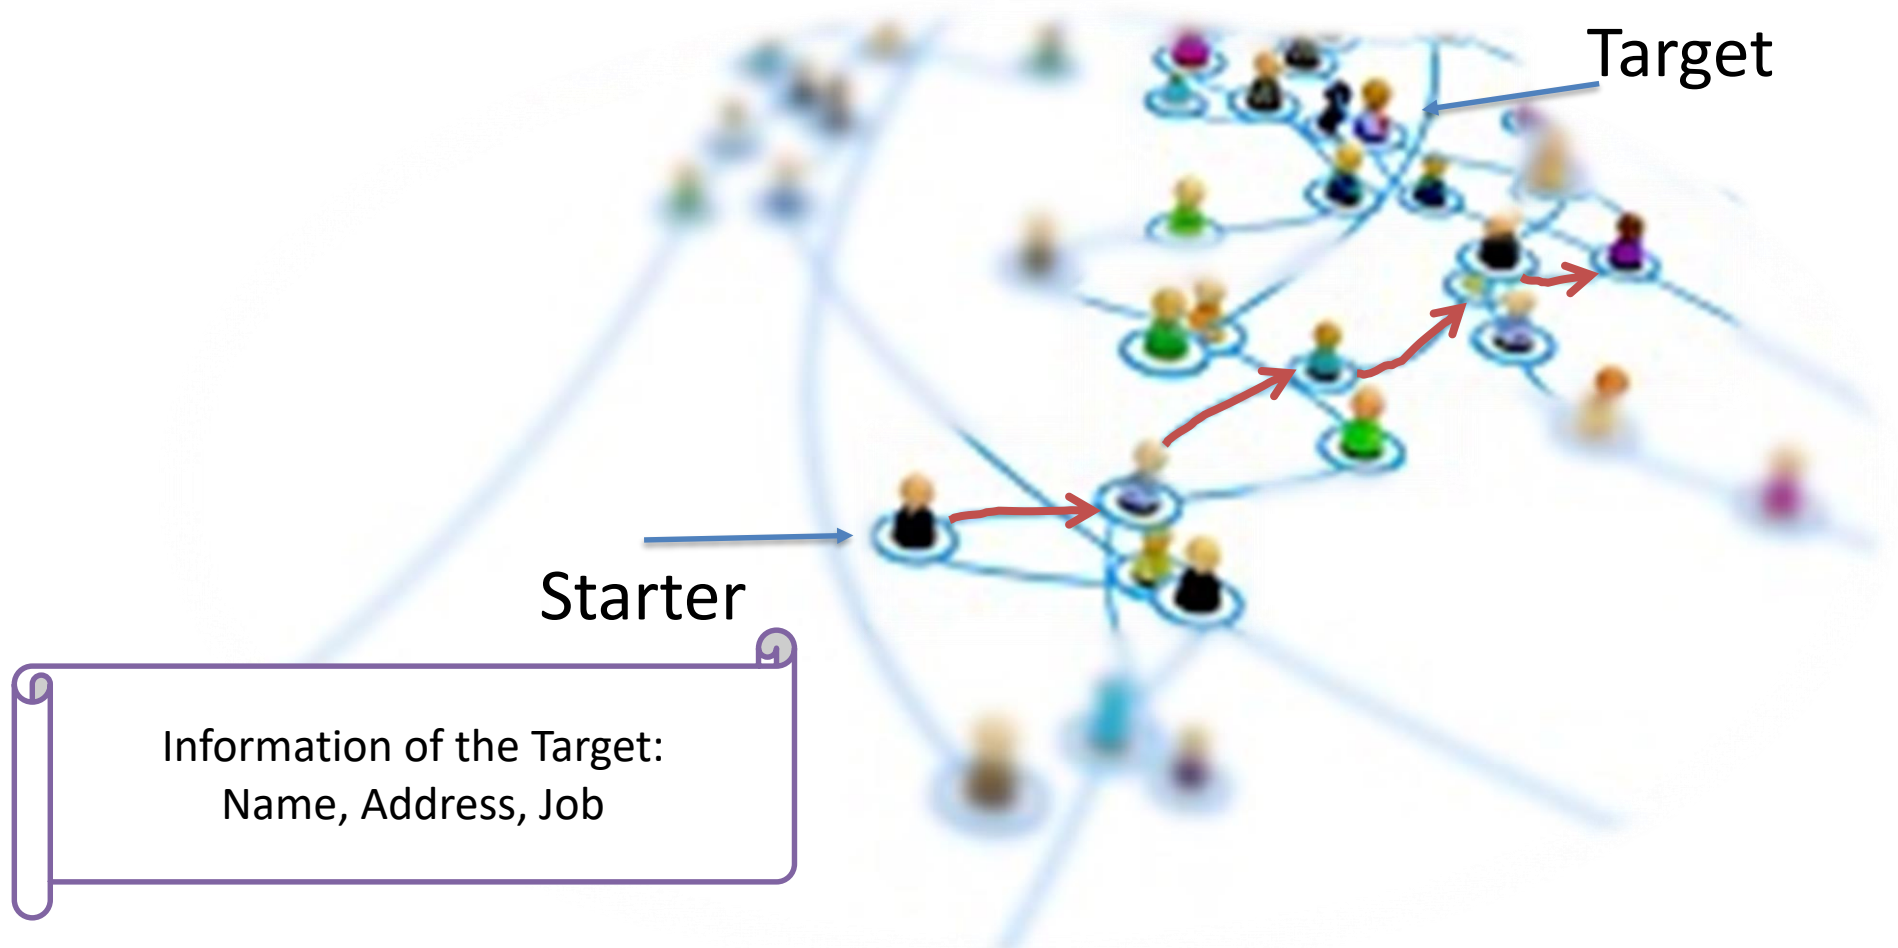 Target
Starter
Information of the Target:
Name, Address, Job